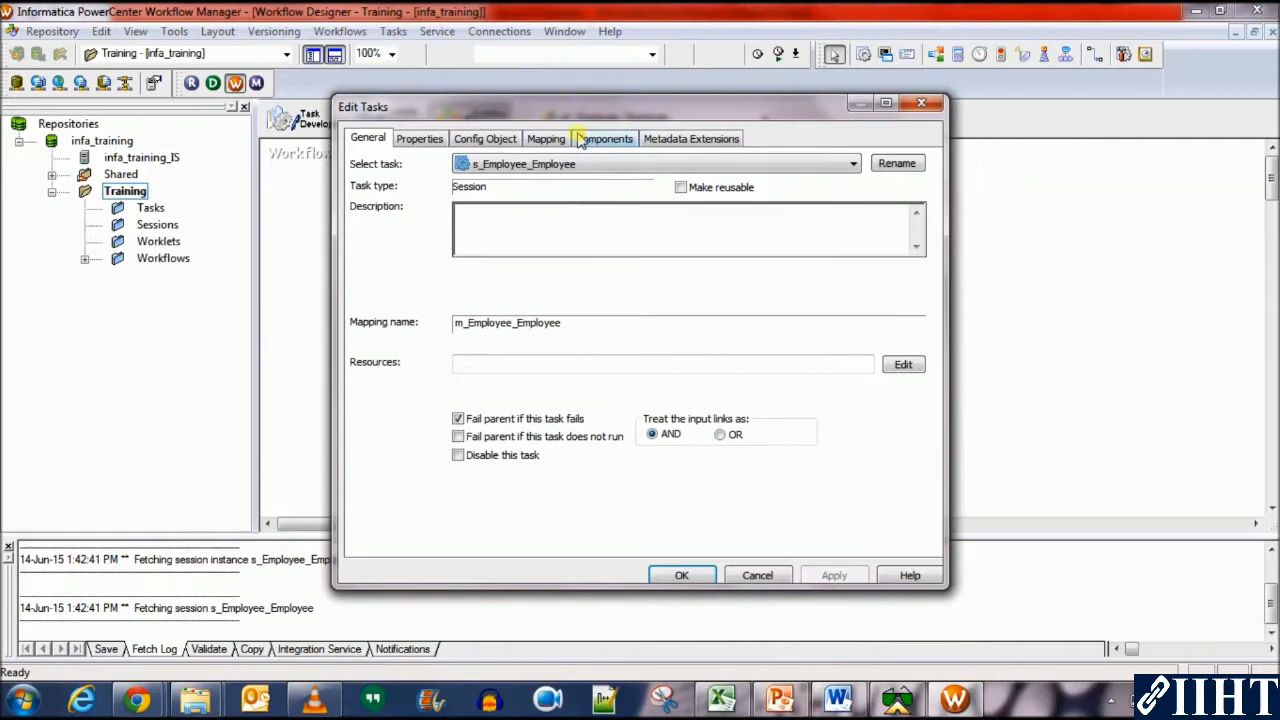 Informatica PowerCenter Workflow Manager - [Workflow Designer - Training - [infa_training]]
Repository Edit View Tools Layout Versioning Workflows Tasks Service Connections Window Help
Training - [infa_training] 100%
R D W M
Edit Tasks
Task
General Properties Config Object Mapping Components Metadata Extensions
Repositories
infa_training
infa_training_IS
Shared
Training
Tasks
Sessions
Worklets
Workflows
Select task: s_Employee_Employee Rename
Task type: Session Make reusable
Description:
Mapping name: m_Employee_Employee
Resources: Edit
Fail parent if this task fails Treat the input links as:
Fail parent if this task does not run AND OR
Disable this task
OK Cancel Apply Help
14-Jun-15 1:42:41 PM ** Fetching session instance s_Employee_Emp
14-Jun-15 1:42:41 PM ** Fetching session s_Employee_Employee
Save Fetch Log Validate Copy Integration Service Notifications
Ready
IIHT